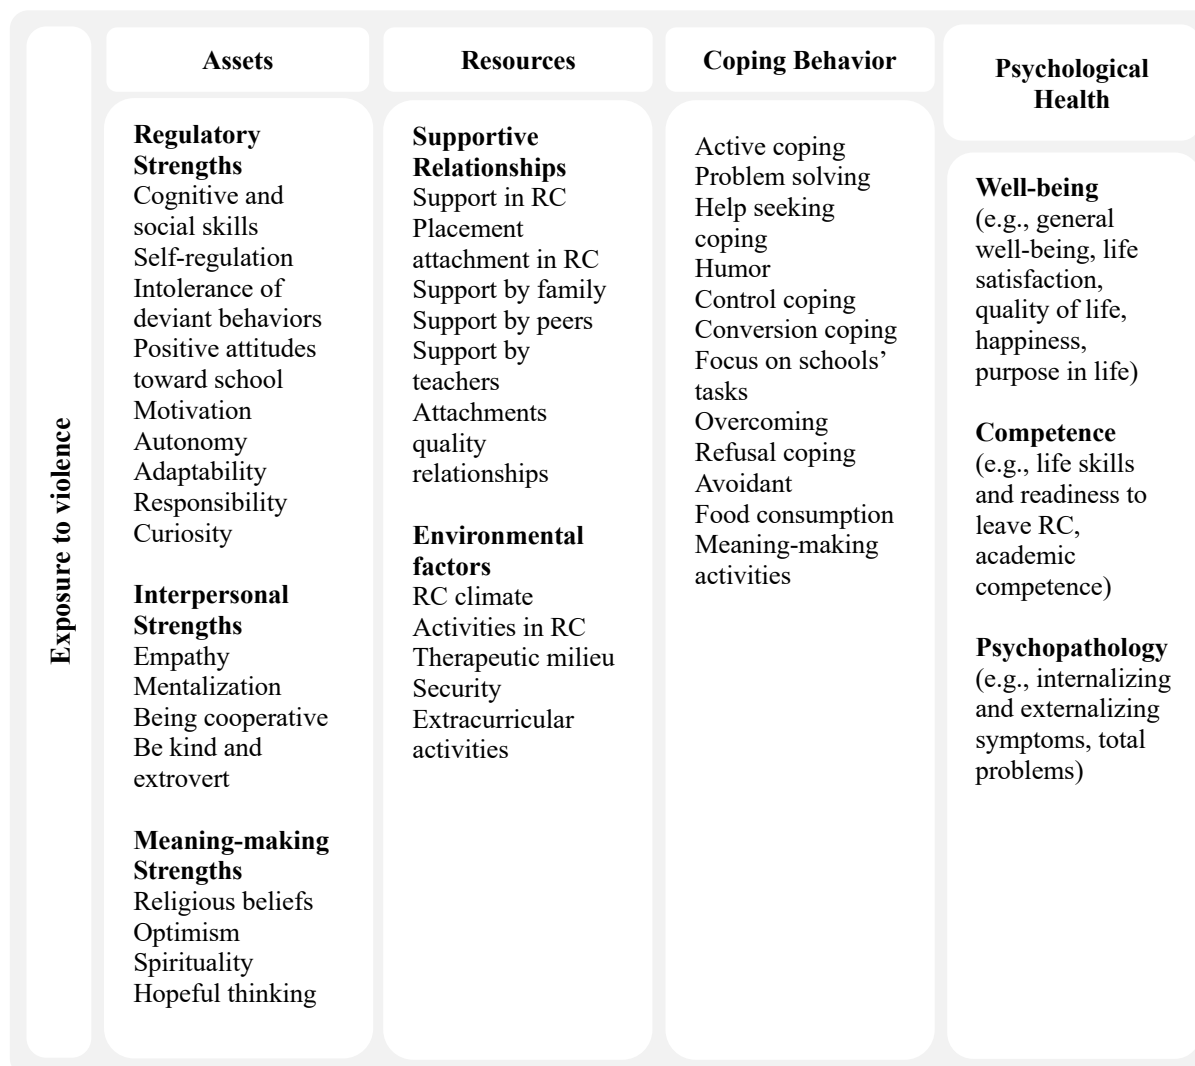 Exposure to violence
Assets
Regulatory
Strengths
Cognitive and
social skills
Self-regulation
Intolerance of
deviant behaviors
Positive attitudes
toward school
Motivation
Autonomy
Adaptability
Responsibility
Curiosity
Interpersonal
Strengths
Empathy
Mentalization
Being cooperative
Be kind and
extrovert
Meaning-making
Strengths
Religious beliefs
Optimism
Spirituality
Hopeful thinking
Resources
Supportive
Relationships
Support in RC
Placement
attachment in RC
Support by family
Support by peers
Support by
teachers
Attachments
quality
relationships
Environmental
factors
RC climate
Activities in RC
Therapeutic milieu
Security
Extracurricular
activities
Coping Behavior
Active coping
Problem solving
Help seeking
coping
Humor
Control coping
Conversion coping
Focus on schools’
tasks
Overcoming
Refusal coping
Avoidant
Food consumption
Meaning-making
activities
Psychological
Health
Well-being
(e.g., general
well-being, life
satisfaction,
quality of life,
happiness,
purpose in life)
Competence
(e.g., life skills
and readiness to
leave RC,
academic
competence)
Psychopathology
(e.g., internalizing
and externalizing
symptoms, total
problems)